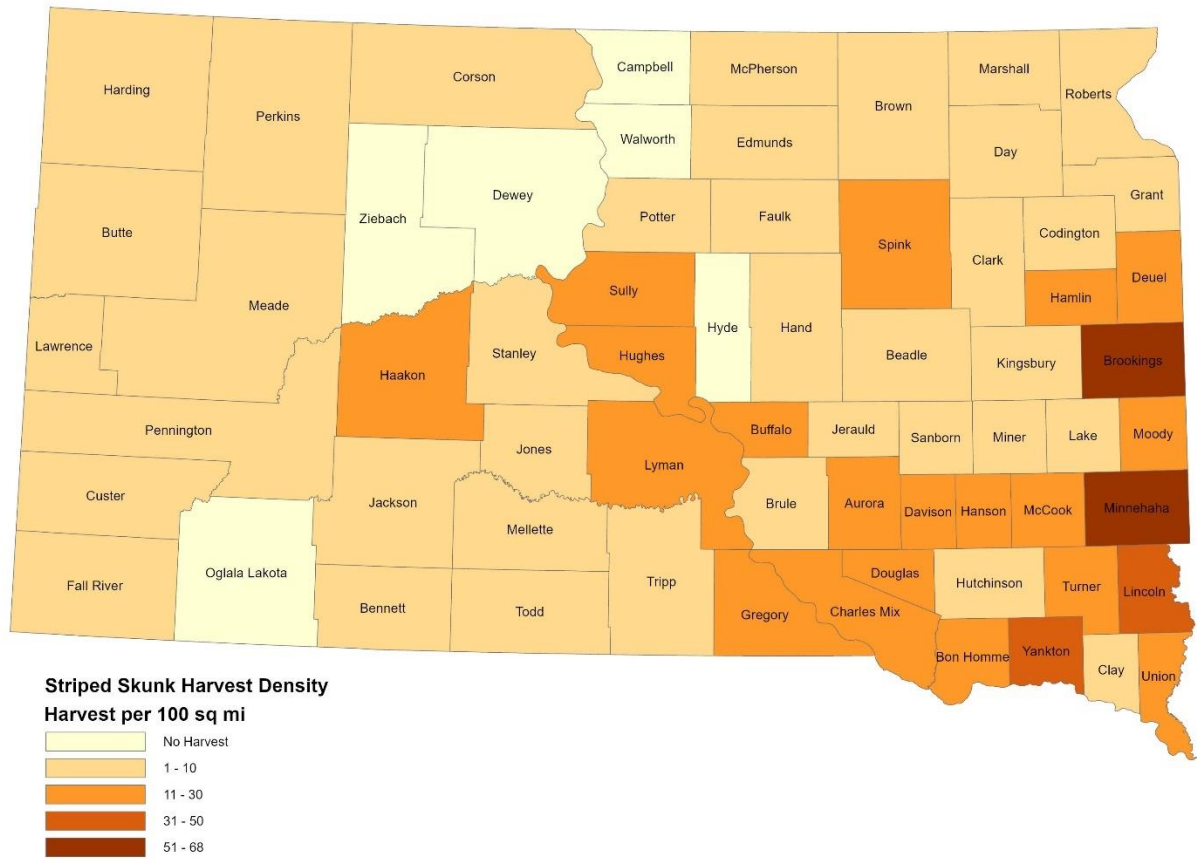 Campbell
McPherson
Marshall
Corson
Harding
Roberts
Brown
Perkins
Walworth
Edmunds
Day
Dewey
Grant
Ziebach
Potter
Faulk
Butte
Codington
Spink
Clark
Deuel
Sully
Hamlin
Meade
Hyde
Hand
Lawrence
Stanley
Hughes
Beadle
Kingsbury
Brookings
Haakon
Pennington
Buffalo
Jerauld
Sanborn
Miner
Lake
Moody
Jones
Lyman
Custer
Jackson
Brule
Aurora
Davison
Hanson
McCook
Minnehaha
Mellette
Oglala Lakota
Douglas
Fall River
Tripp
Hutchinson
Turner
Lincoln
Bennett
Todd
Gregory
Charles Mix
Bon Homme
Yankton
Clay
Union
Striped Skunk Harvest Density
Harvest per 100 sq mi
No Harvest
1 - 10
11 - 30
31 - 50
51 - 68